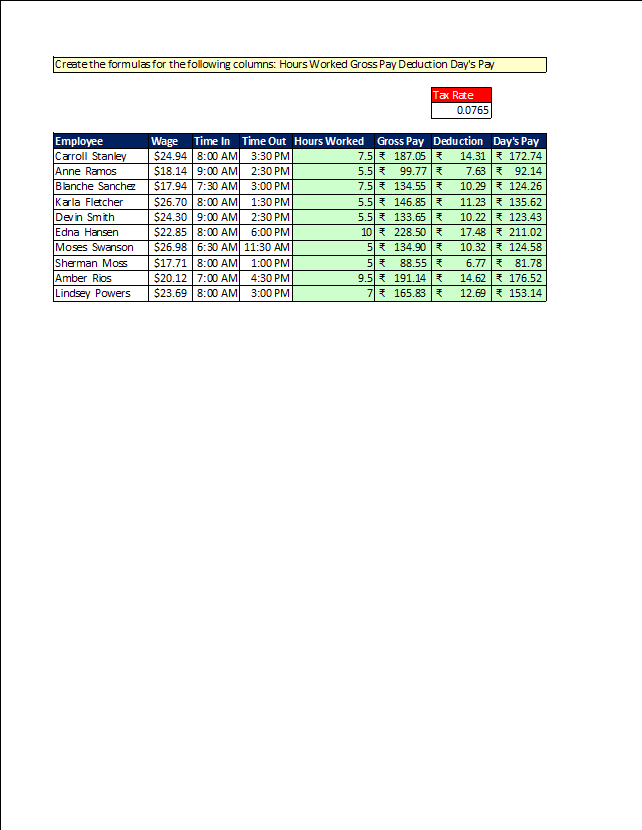 Create the formulas for the following columns: Hours Worked Gross Pay Deduction Day's Pay
Tax Rate
0.0765
Employee Wage Time In Time Out Hours Worked Gross Pay Deduction Day's Pay
Carroll Stanley $24.94 8:00 AM 3:30 PM 7.5 ₹ 187.05 ₹ 14.31 ₹ 172.74
Anne Ramos $18.14 9:00 AM 2:30 PM 5.5 ₹ 99.77 ₹ 7.63 ₹ 92.14
Blanche Sanchez $17.94 7:30 AM 3:00 PM 7.5 ₹ 134.55 ₹ 10.29 ₹ 124.26
Karla Fletcher $26.70 8:00 AM 1:30 PM 5.5 ₹ 146.85 ₹ 11.23 ₹ 135.62
Devin Smith $24.30 9:00 AM 2:30 PM 5.5 ₹ 133.65 ₹ 10.22 ₹ 123.43
Edna Hansen $22.85 8:00 AM 6:00 PM 10 ₹ 228.50 ₹ 17.48 ₹ 211.02
Moses Swanson $26.98 6:30 AM 11:30 AM 5 ₹ 134.90 ₹ 10.32 ₹ 124.58
Sherman Moss $17.71 8:00 AM 1:00 PM 5 ₹ 88.55 ₹ 6.77 ₹ 81.78
Amber Rios $20.12 7:00 AM 4:30 PM 9.5 ₹ 191.14 ₹ 14.62 ₹ 176.52
Lindsey Powers $23.69 8:00 AM 3:00 PM 7 ₹ 165.83 ₹ 12.69 ₹ 153.14